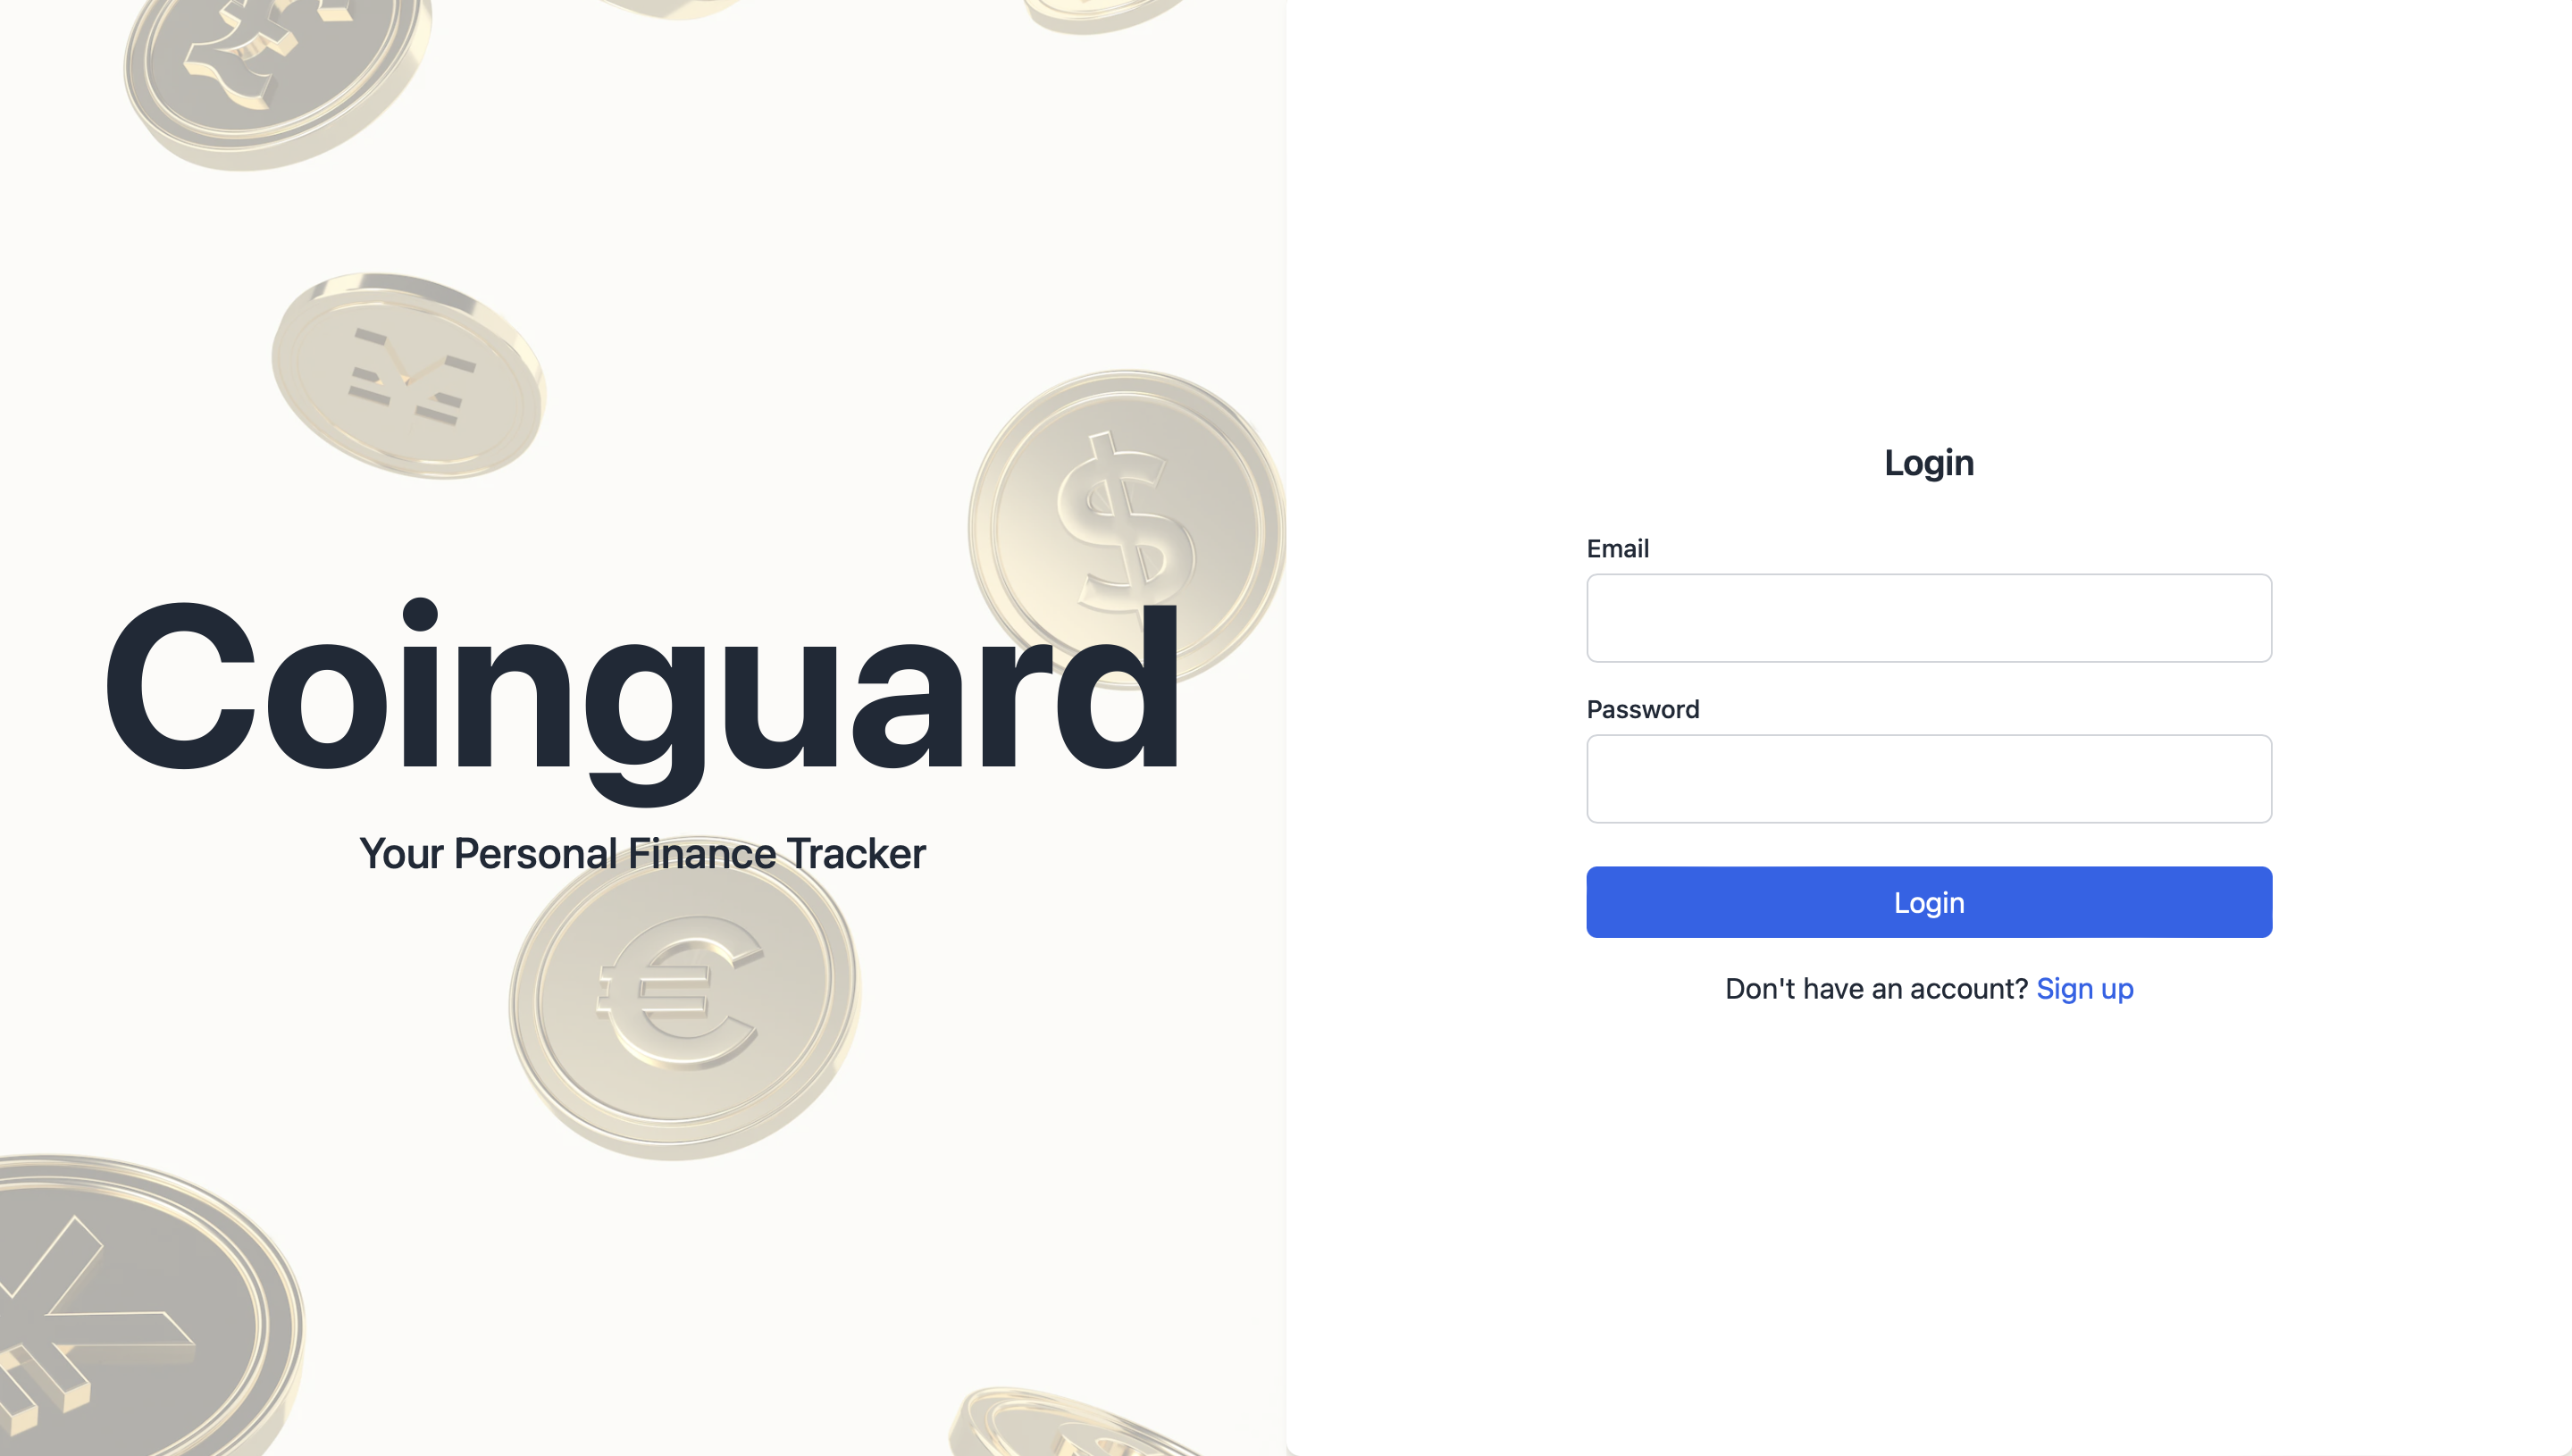 Coinguard
Your Personal Finance Tracker
£
¥
$
€
Login
Email
Password
Login
Don't have an account? Sign up